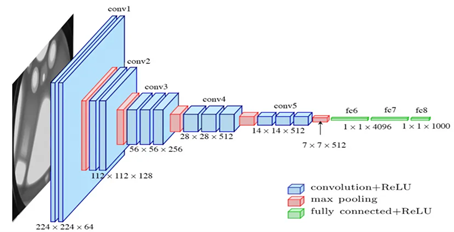 conv1
conv2
conv3
conv4
conv5
fc6
fc7
fc8
1 × 1 × 4096
1 × 1 × 1000
56 × 56 × 256
28 × 28 × 512
14 × 14 × 512
7 × 7 × 512
112 × 112 × 128
224 × 224 × 64
convolution+ReLU
max pooling
fully connected+ReLU